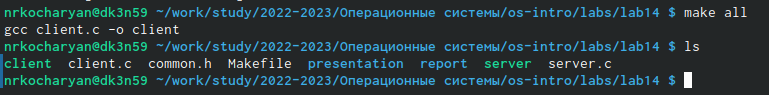 nrkocharyan@dk3n59 ~/work/study/2022-2023/Операционные системы/os-intro/labs/lab14 $ make all
gcc client.c -o client
nrkocharyan@dk3n59 ~/work/study/2022-2023/Операционные системы/os-intro/labs/lab14 $ ls
client client.c common.h Makefile presentation report server server.c
nrkocharyan@dk3n59 ~/work/study/2022-2023/Операционные системы/os-intro/labs/lab14 $